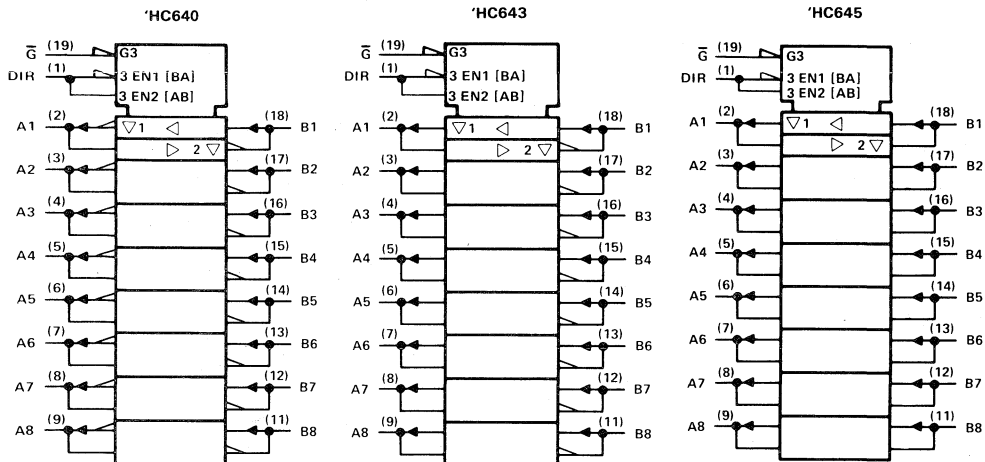 'HC640
G (19) G3
DIR (1) 3 EN1 [BA]
3 EN2 [AB]
A1 (2) ▽1 ◁ (18) B1
▷ 2▽
A2 (3) (17) B2
A3 (4) (16) B3
A4 (5) (15) B4
A5 (6) (14) B5
A6 (7) (13) B6
A7 (8) (12) B7
A8 (9) (11) B8
'HC643
G (19) G3
DIR (1) 3 EN1 [BA]
3 EN2 [AB]
A1 (2) ▽1 ◁ (18) B1
▷ 2▽
A2 (3) (17) B2
A3 (4) (16) B3
A4 (5) (15) B4
A5 (6) (14) B5
A6 (7) (13) B6
A7 (8) (12) B7
A8 (9) (11) B8
'HC645
G (19) G3
DIR (1) 3 EN1 [BA]
3 EN2 [AB]
A1 (2) ▽1 ◁ (18) B1
▷ 2▽
A2 (3) (17) B2
A3 (4) (16) B3
A4 (5) (15) B4
A5 (6) (14) B5
A6 (7) (13) B6
A7 (8) (12) B7
A8 (9) (11) B8